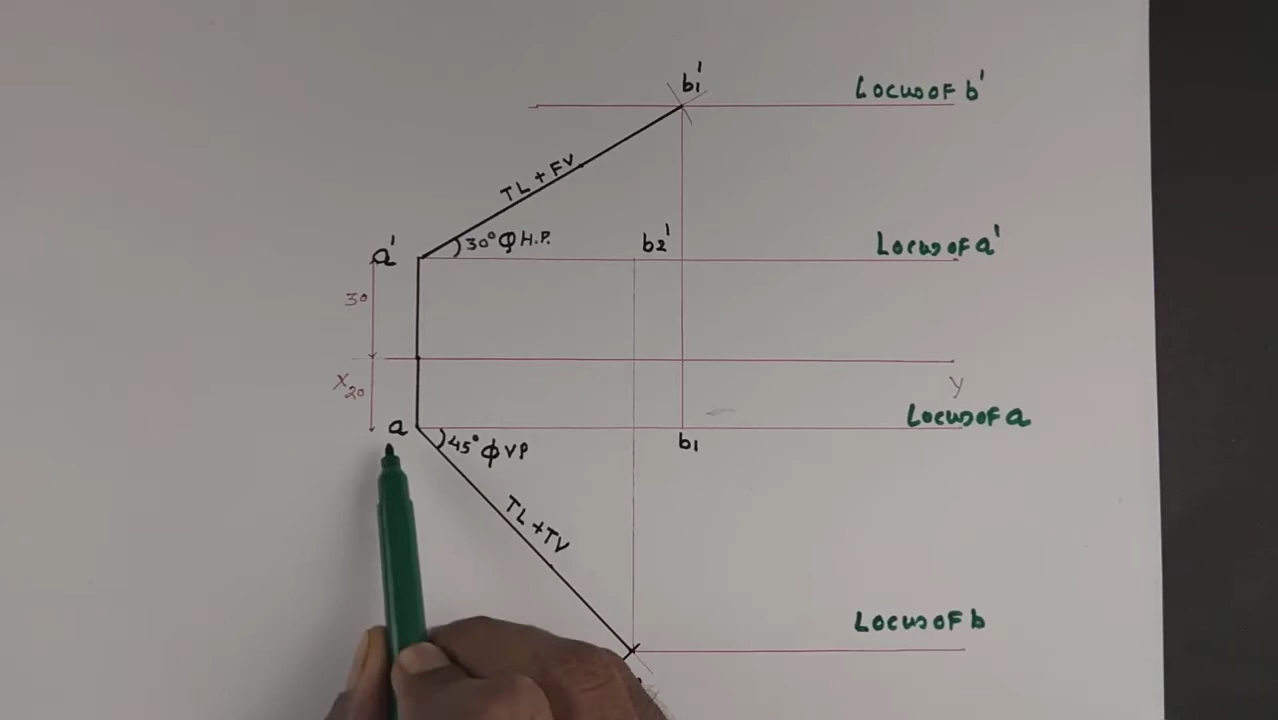 b1'
Locus of b'
TL + FV
a'
30° Φ H.P.
b2'
Locus of a'
30
X
20
Y
a
Locus of a
45° Φ VP
b1
TL + TV
Locus of b